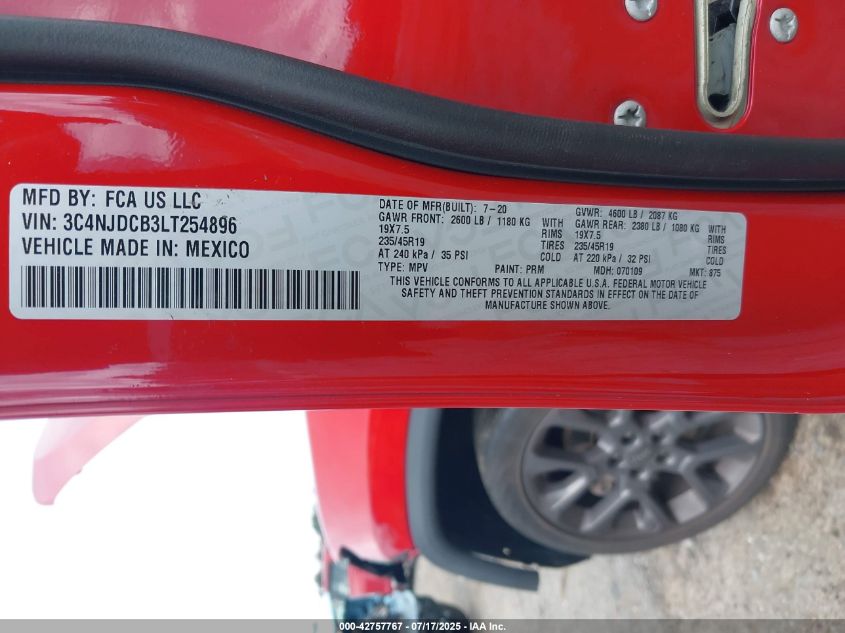 MFD BY: FCA US LLC
VIN: 3C4NJDCB3LT254896
VEHICLE MADE IN: MEXICO
DATE OF MFR(BUILT): 7-20 GVWR: 4600 LB / 2087 KG
GAWR FRONT: 2600 LB / 1180 KG WITH GAWR REAR: 2380 LB / 1080 KG WITH
19X7.5 RIMS 19X7.5 RIMS
235/45R19 TIRES 235/45R19 TIRES
AT 240 kPa / 35 PSI COLD AT 220 kPa / 32 PSI COLD
TYPE: MPV PAINT: PRM MDH: 070109 MKT: 875
THIS VEHICLE CONFORMS TO ALL APPLICABLE U.S.A. FEDERAL MOTOR VEHICLE
SAFETY AND THEFT PREVENTION STANDARDS IN EFFECT ON THE DATE OF
MANUFACTURE SHOWN ABOVE.
000-42757767 - 07/17/2025 - IAA Inc.